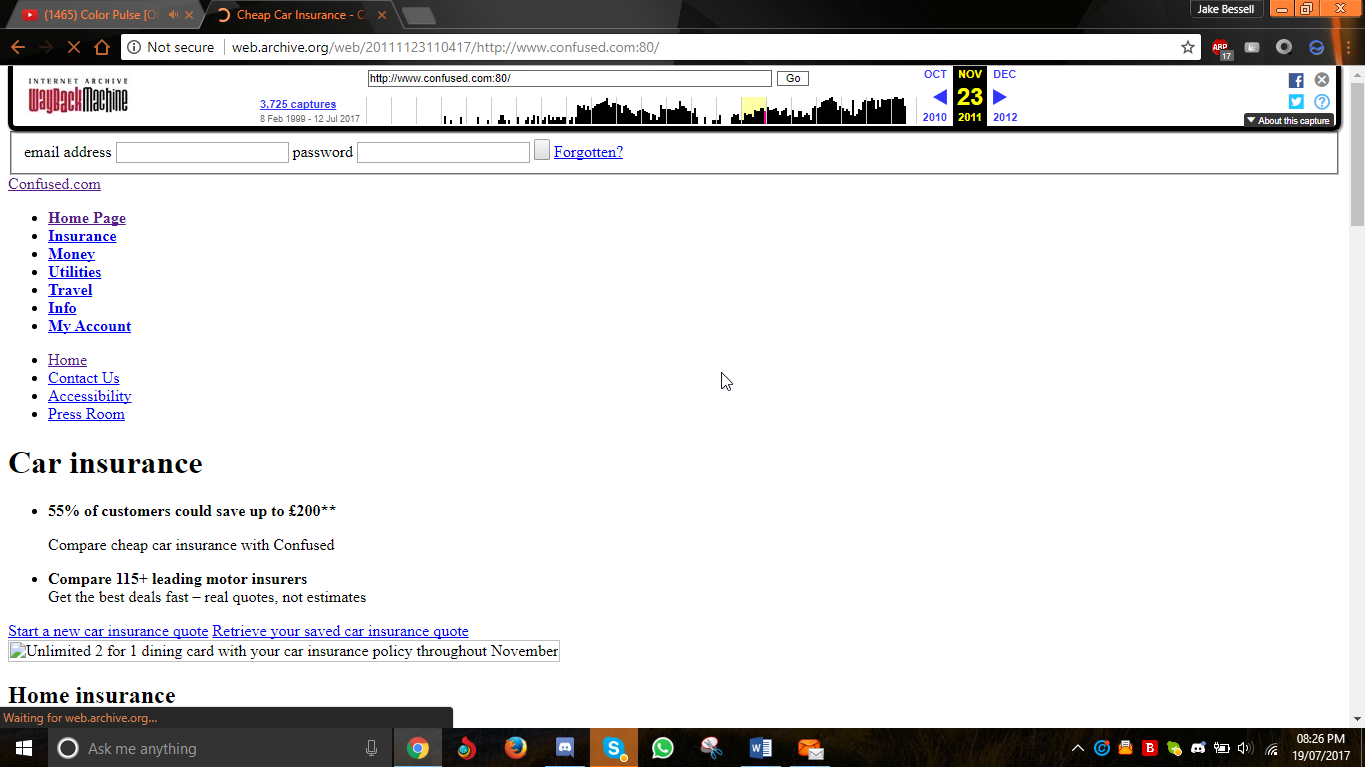 (1465) Color Pulse [O
Cheap Car Insurance - Co
Jake Bessell
Not secure
web.archive.org/web/20111123110417/http://www.confused.com:80/
ABP
17
INTERNET ARCHIVE
WayBackMachine
http://www.confused.com:80/
Go
3,725 captures
8 Feb 1999 - 12 Jul 2017
OCT NOV DEC
23
2010 2011 2012
About this capture
email address password Forgotten?
Confused.com
Home Page
Insurance
Money
Utilities
Travel
Info
My Account
Home
Contact Us
Accessibility
Press Room
Car insurance
55% of customers could save up to £200**
Compare cheap car insurance with Confused
Compare 115+ leading motor insurers
Get the best deals fast – real quotes, not estimates
Start a new car insurance quote Retrieve your saved car insurance quote
Unlimited 2 for 1 dining card with your car insurance policy throughout November
Home insurance
Waiting for web.archive.org...
Ask me anything
08:26 PM
19/07/2017